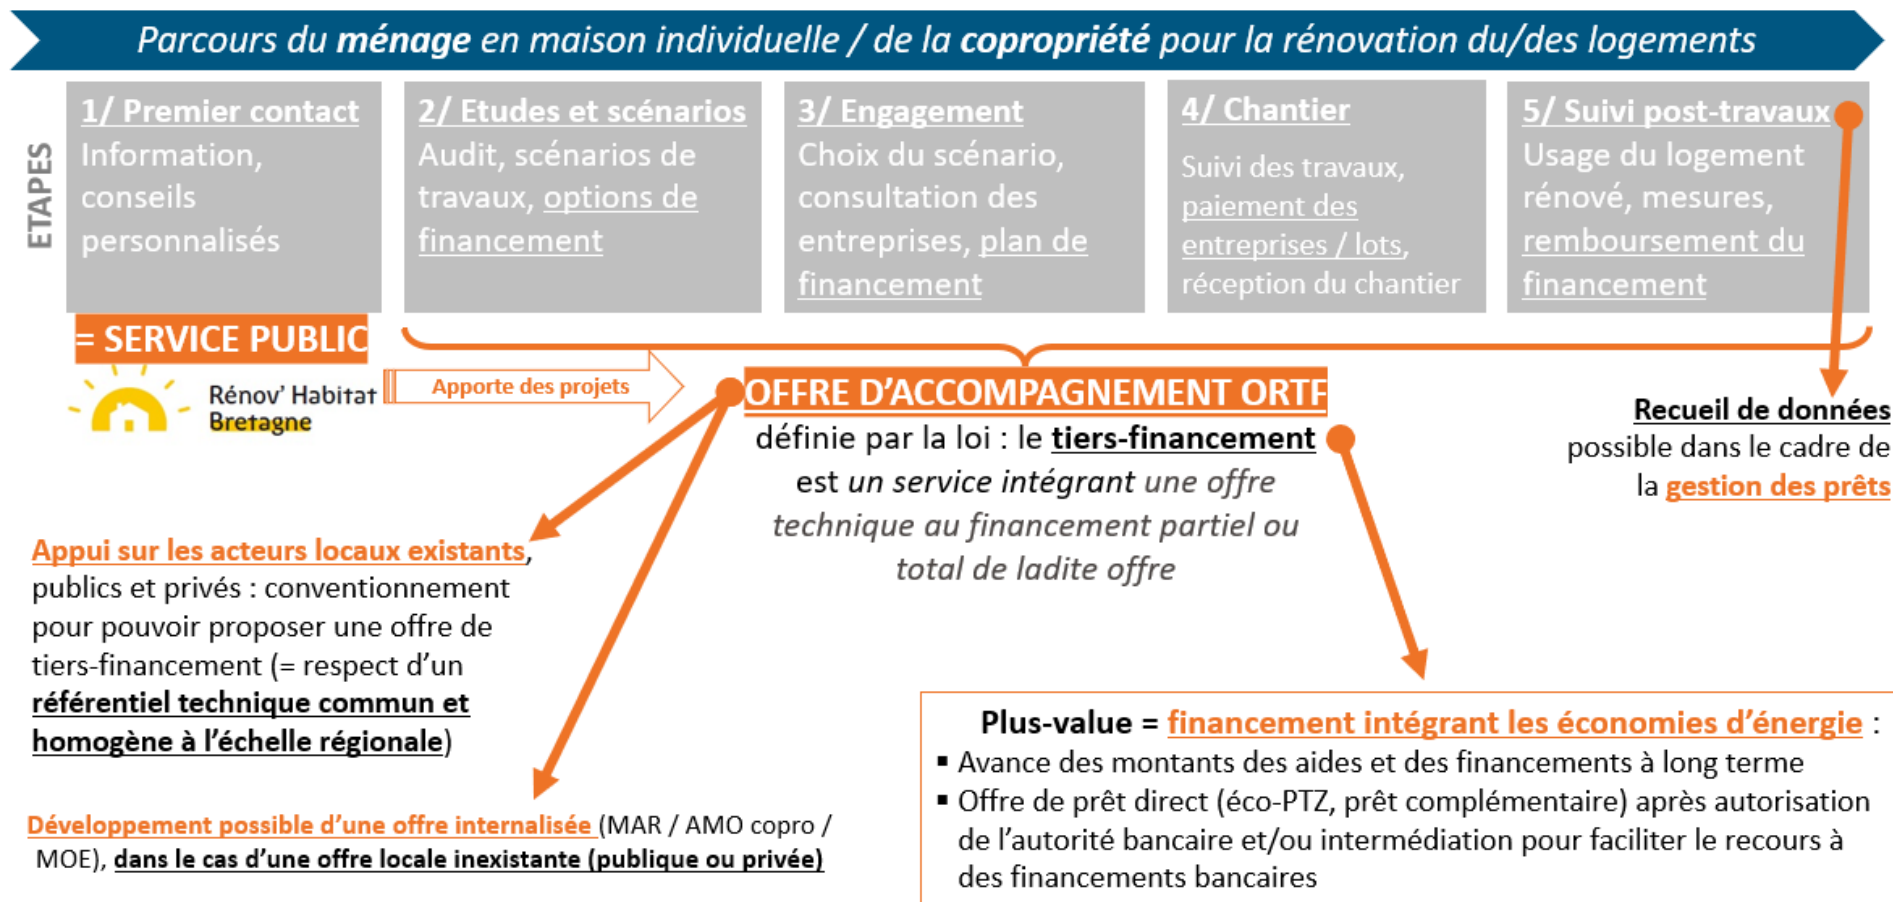 Parcours du ménage en maison individuelle / de la copropriété pour la rénovation du/des logements
ETAPES
1/ Premier contact
Information,
conseils
personnalisés
2/ Etudes et scénarios
Audit, scénarios de
travaux, options de
financement
3/ Engagement
Choix du scénario,
consultation des
entreprises, plan de
financement
4/ Chantier
Suivi des travaux,
paiement des
entreprises / lots,
réception du chantier
5/ Suivi post-travaux
Usage du logement
rénové, mesures,
remboursement du
financement
= SERVICE PUBLIC
Rénov' Habitat
Bretagne
Apporte des projets
OFFRE D’ACCOMPAGNEMENT ORTF
définie par la loi : le tiers-financement
est un service intégrant une offre
technique au financement partiel ou
total de ladite offre
Recueil de données
possible dans le cadre de
la gestion des prêts
Appui sur les acteurs locaux existants,
publics et privés : conventionnement
pour pouvoir proposer une offre de
tiers-financement (= respect d’un
référentiel technique commun et
homogène à l’échelle régionale)
Développement possible d’une offre internalisée (MAR / AMO copro /
MOE), dans le cas d’une offre locale inexistante (publique ou privée)
Plus-value = financement intégrant les économies d’énergie :
▪ Avance des montants des aides et des financements à long terme
▪ Offre de prêt direct (éco-PTZ, prêt complémentaire) après autorisation
de l’autorité bancaire et/ou intermédiation pour faciliter le recours à
des financements bancaires